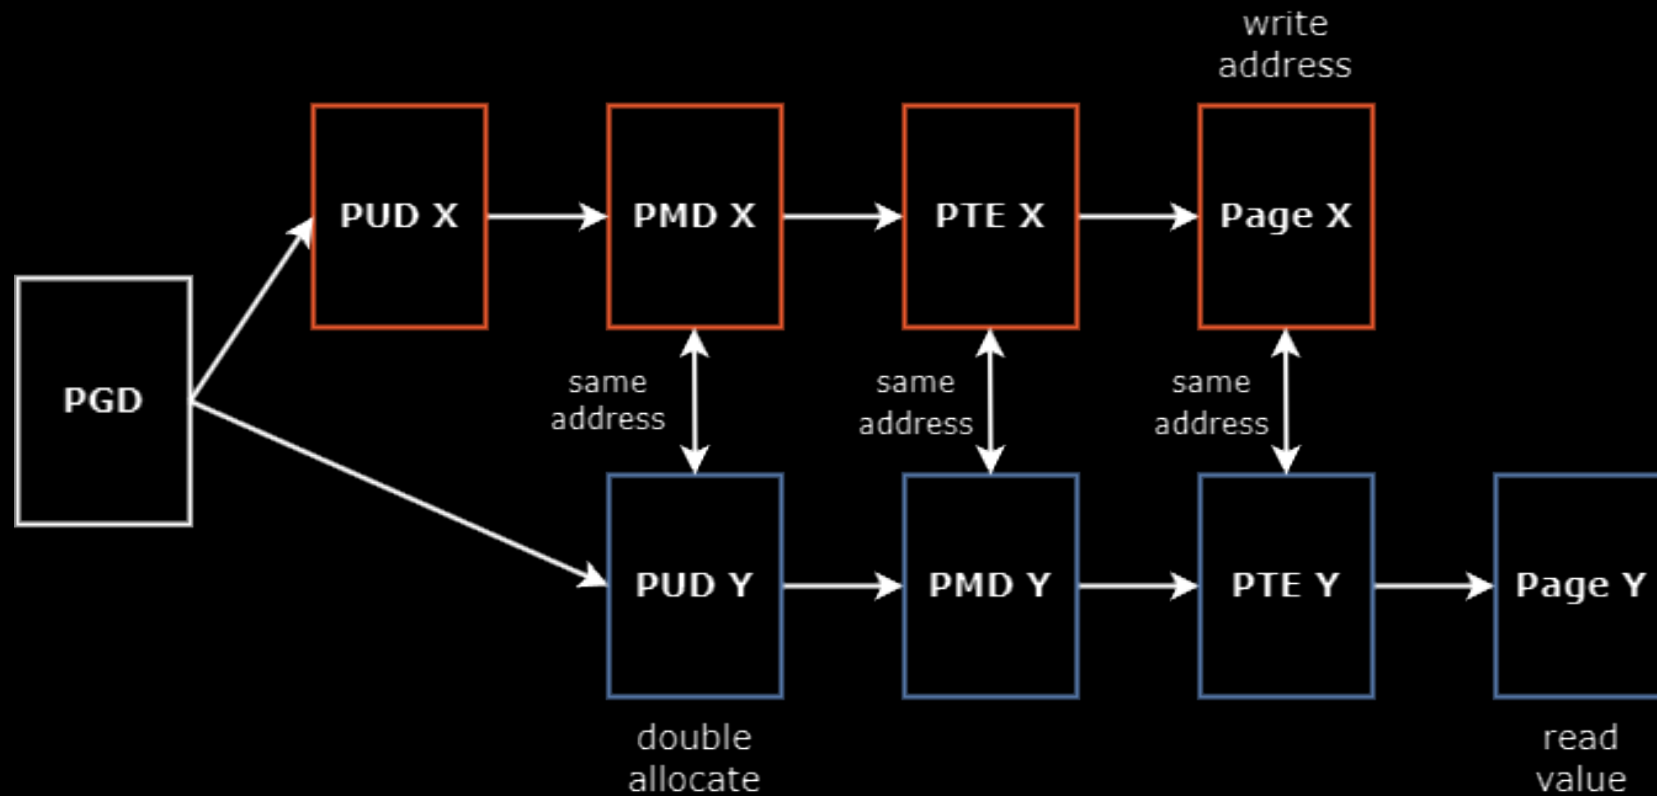 write
address
PUD X
PMD X
PTE X
Page X
PGD
same
address
same
address
same
address
PUD Y
PMD Y
PTE Y
Page Y
double
allocate
read
value